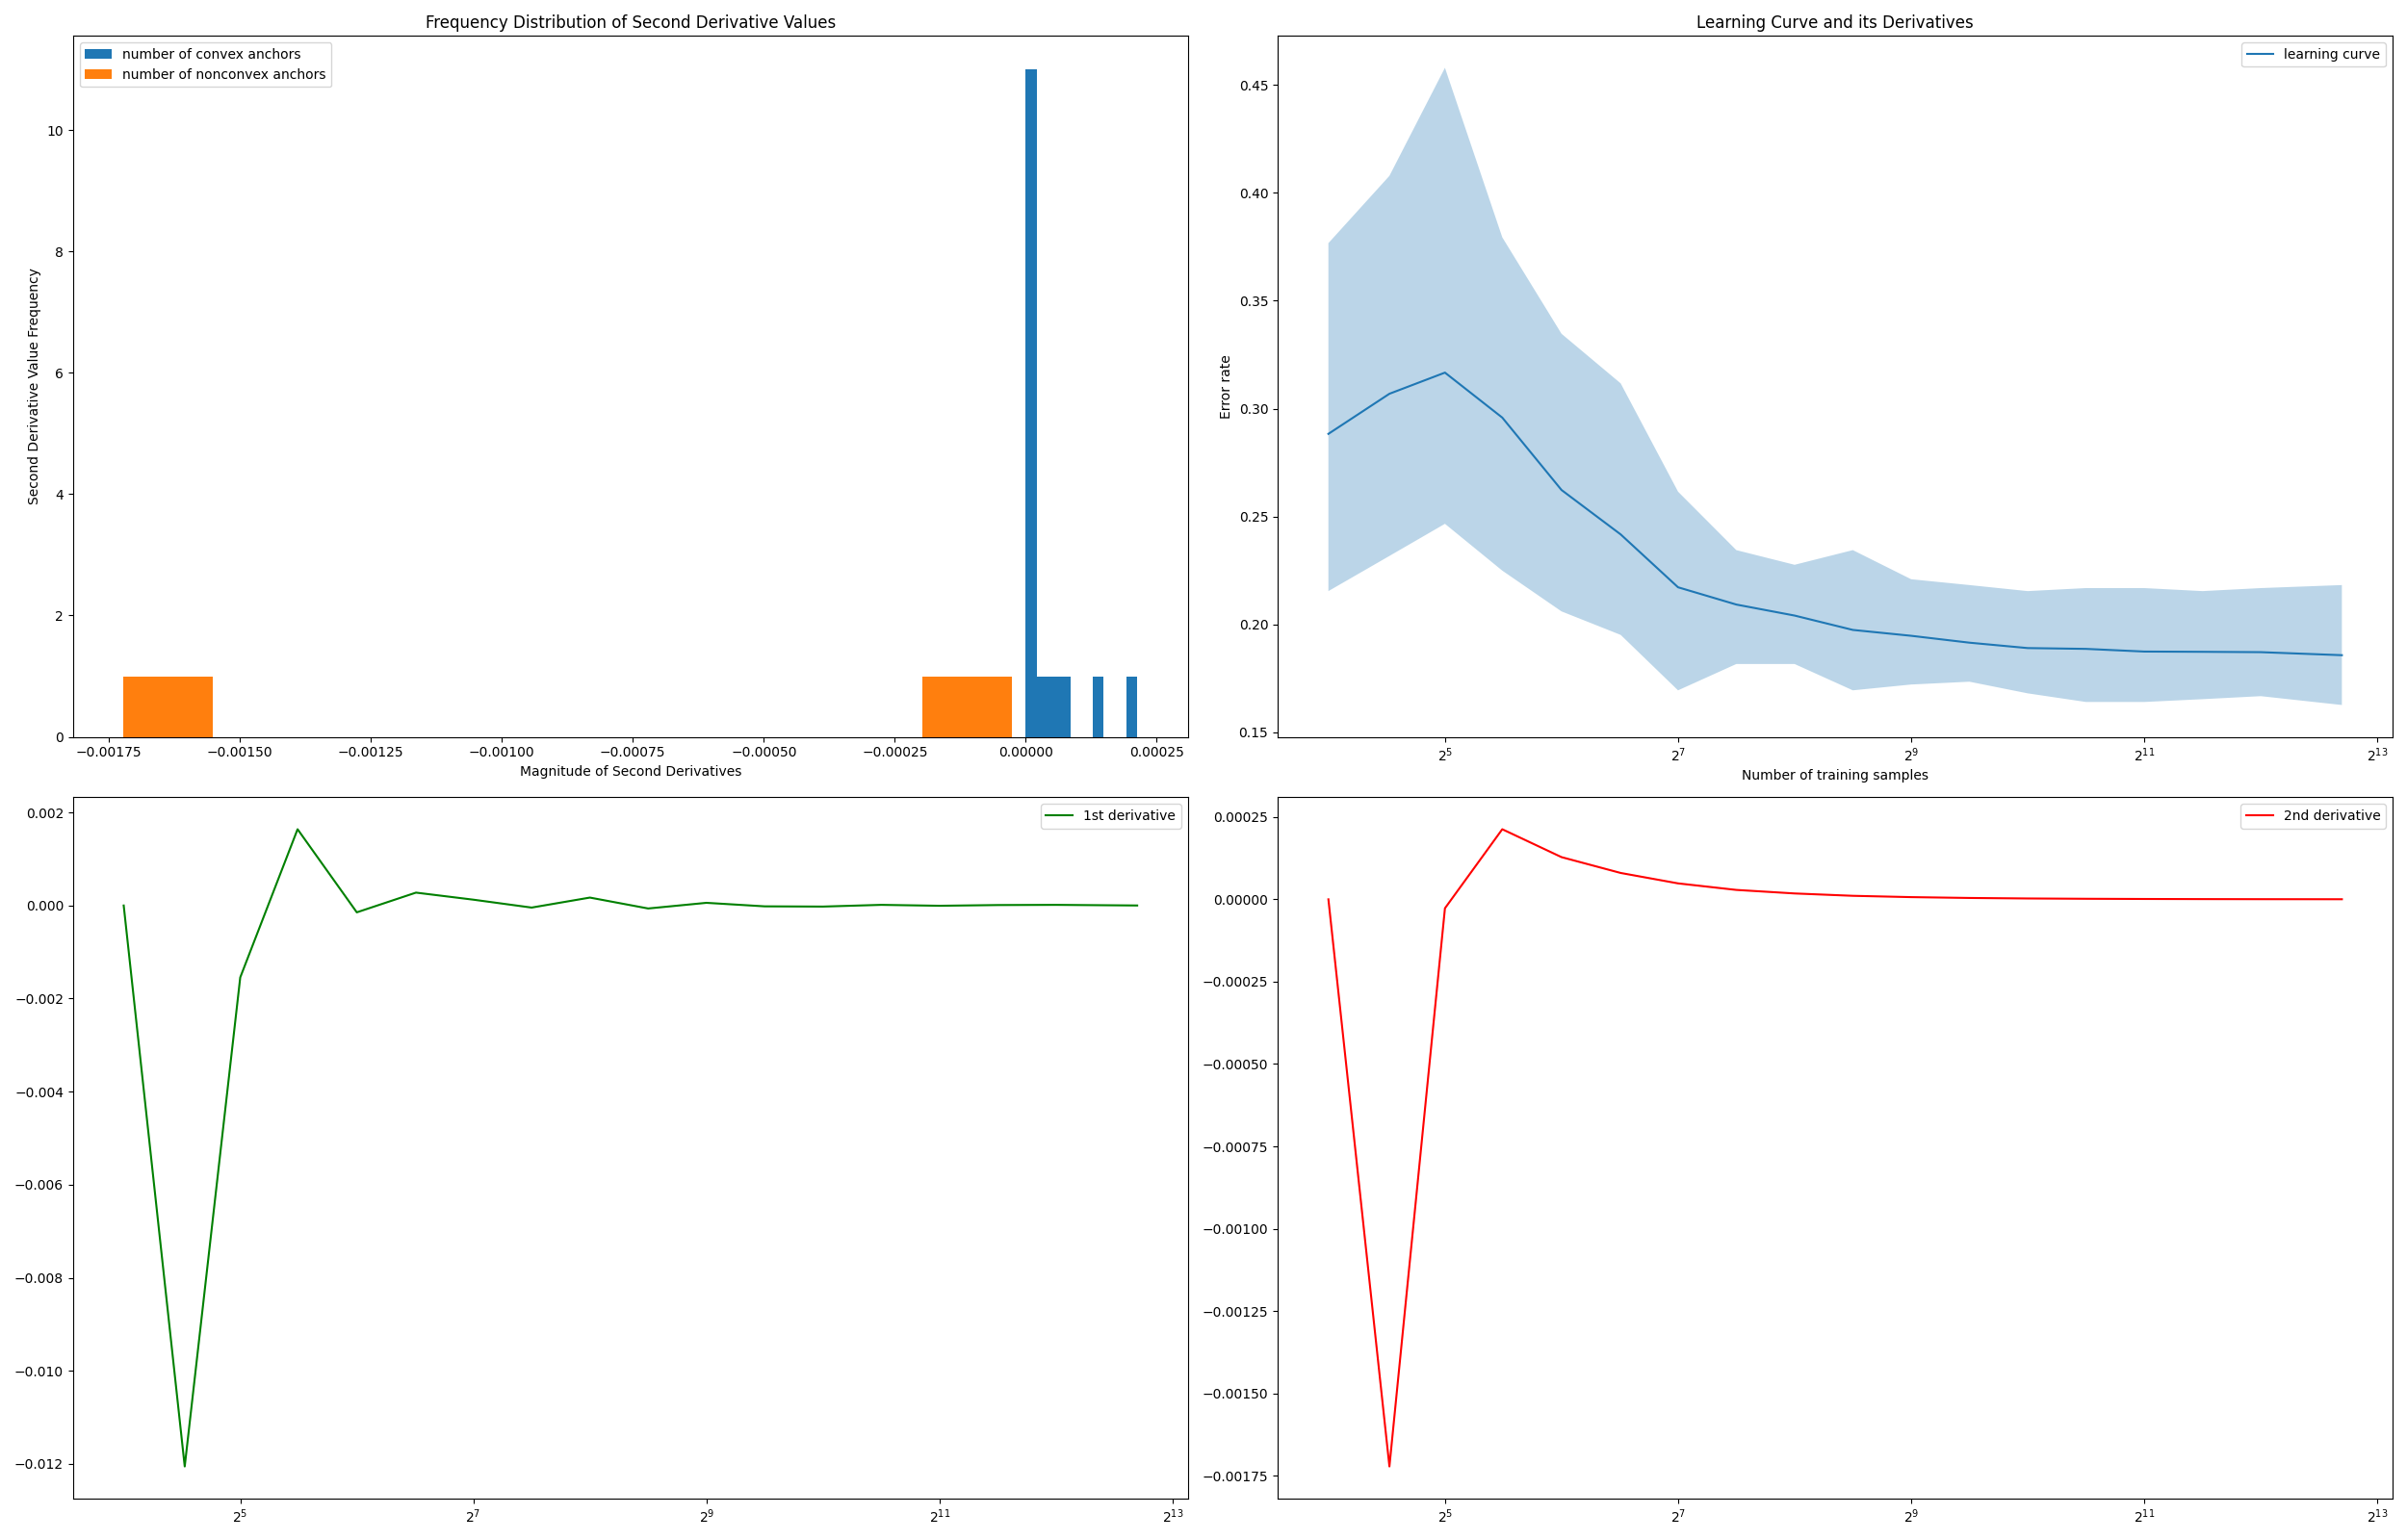 Frequency Distribution of Second Derivative Values
number of convex anchors
number of nonconvex anchors
Second Derivative Value Frequency
10
8
6
4
2
0
−0.00175 −0.00150 −0.00125 −0.00100 −0.00075 −0.00050 −0.00025 0.00000 0.00025
Magnitude of Second Derivatives
Learning Curve and its Derivatives
learning curve
Error rate
0.45
0.40
0.35
0.30
0.25
0.20
0.15
2^5 2^7 2^9 2^11 2^13
Number of training samples
1st derivative
0.002
0.000
−0.002
−0.004
−0.006
−0.008
−0.010
−0.012
2^5 2^7 2^9 2^11 2^13
2nd derivative
0.00025
0.00000
−0.00025
−0.00050
−0.00075
−0.00100
−0.00125
−0.00150
−0.00175
2^5 2^7 2^9 2^11 2^13